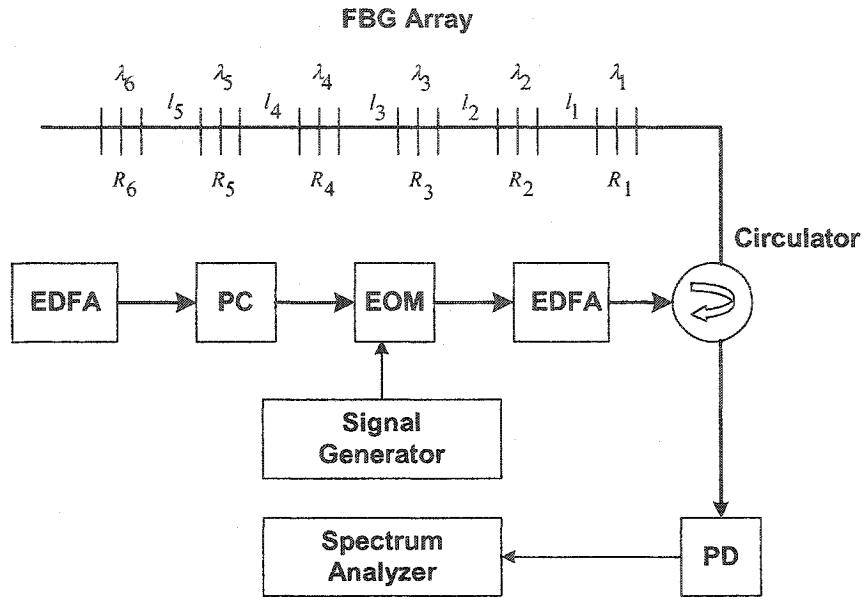 FBG Array
λ6 λ5 λ4 λ3 λ2 λ1
l5 l4 l3 l2 l1
R6 R5 R4 R3 R2 R1
Circulator
EDFA PC EOM EDFA
Signal
Generator
Spectrum
Analyzer
PD